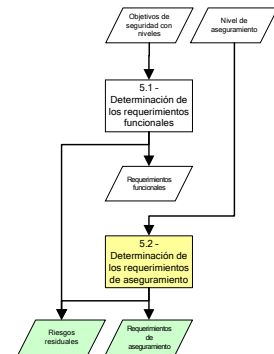 Objetivos de
seguridad con
niveles
Nivel de
aseguramiento
5.1 -
Determinación de
los requerimientos
funcionales
Requerimientos
funcionales
5.2 -
Determinación de
los requerimientos
de aseguramiento
Riesgos
residuales
Requerimientos
de
aseguramiento